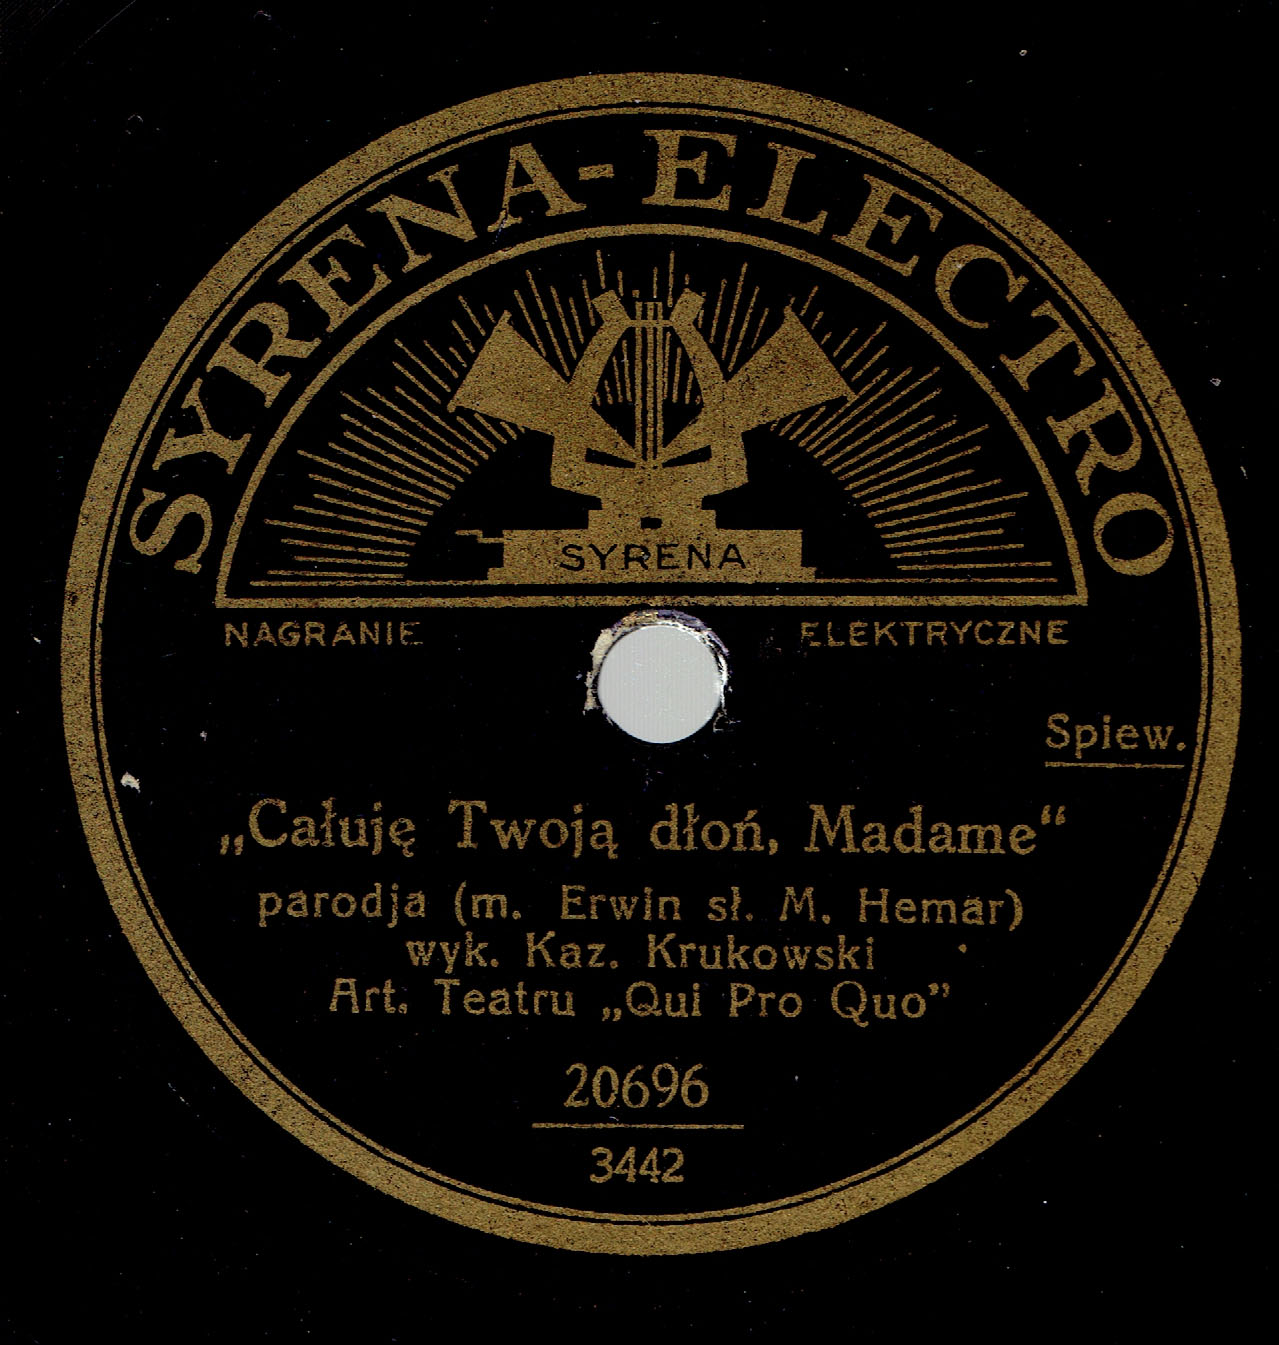 SYRENA-ELECTRO
SYRENA
NAGRANIE ELEKTRYCZNE
Spiew.
„Całuję Twoją dłoń, Madame“
parodja (m. Erwin sł. M. Hemar)
wyk. Kaz. Krukowski
Art. Teatru „Qui Pro Quo”
20696
3442